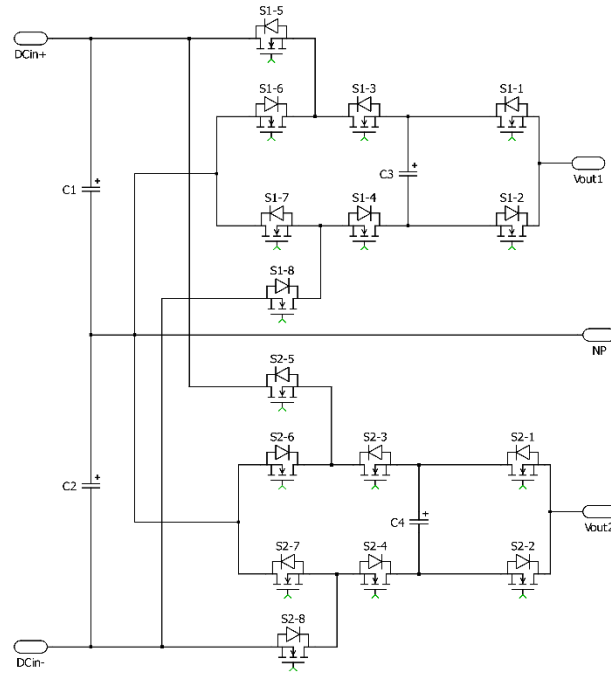 S1-5
DCin+
S1-6
S1-3
S1-1
C1
+
C3
+
Vout1
S1-7
S1-4
S1-2
S1-8
NP
S2-5
S2-6
S2-3
S2-1
C2
+
C4
+
Vout2
S2-7
S2-4
S2-2
S2-8
DCin-